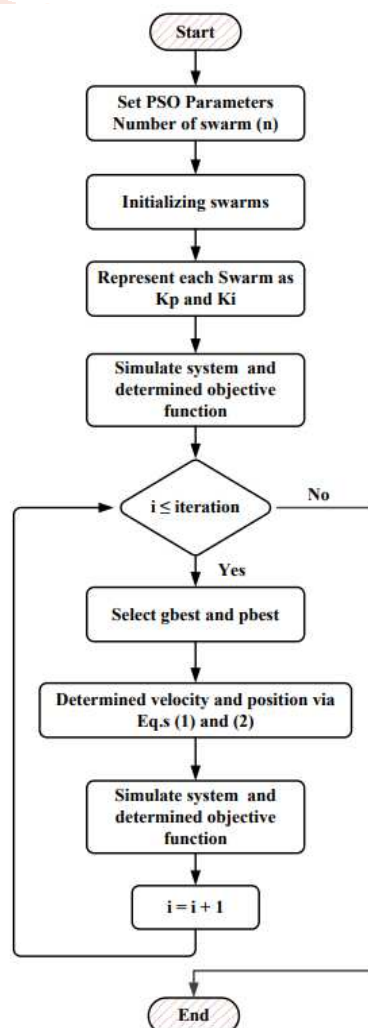 Start
Set PSO Parameters
Number of swarm (n)
Initializing swarms
Represent each Swarm as
Kp and Ki
Simulate system and
determined objective
function
i ≤ iteration
No
Yes
Select gbest and pbest
Determined velocity and position via
Eq.s (1) and (2)
Simulate system and
determined objective
function
i = i + 1
End